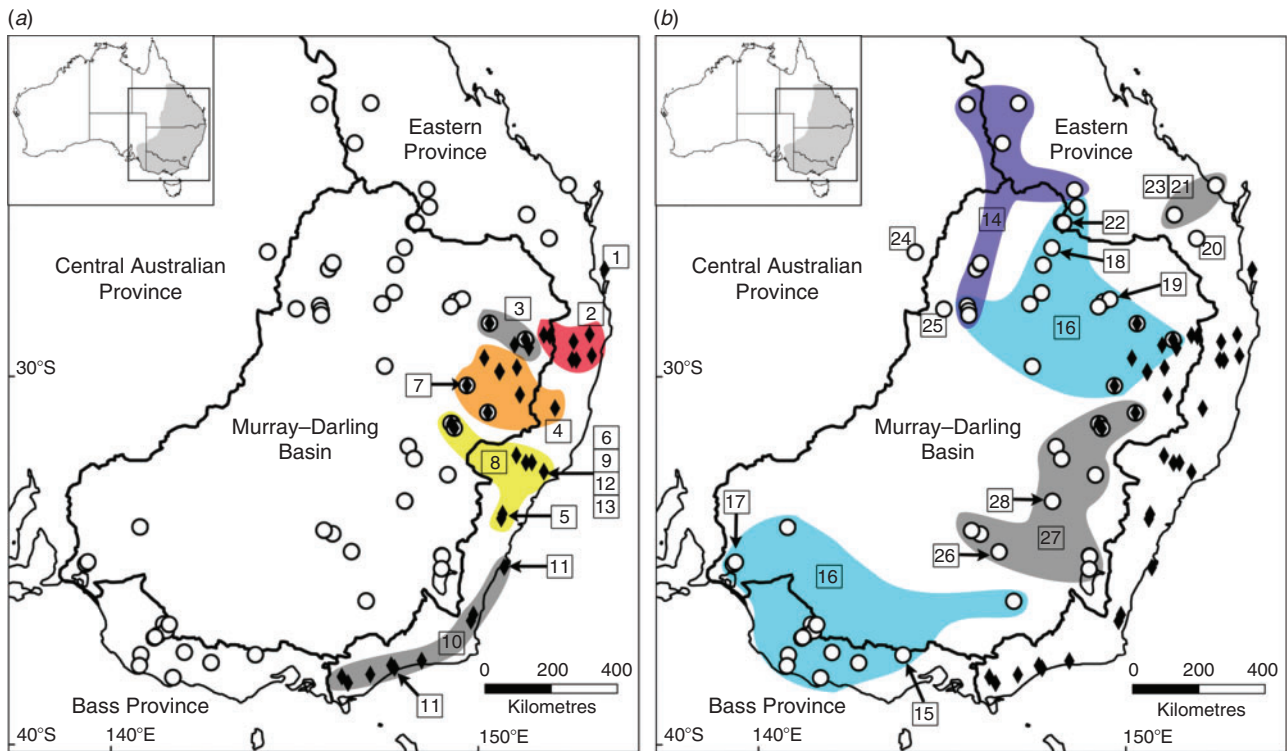 (a)
Eastern
Province
Central Australian
Province
1
3
2
30°S
7
4
Murray–Darling
Basin
8
6
9
12
13
5
11
10
11
0 200 400
Kilometres
Bass Province
40°S
140°E
150°E
(b)
Eastern
Province
23 21
14
22
24
20
18
Central Australian
Province
19
25
16
30°S
Murray–Darling
Basin
28
17
27
26
16
0 200 400
Kilometres
Bass Province
15
40°S
140°E
150°E